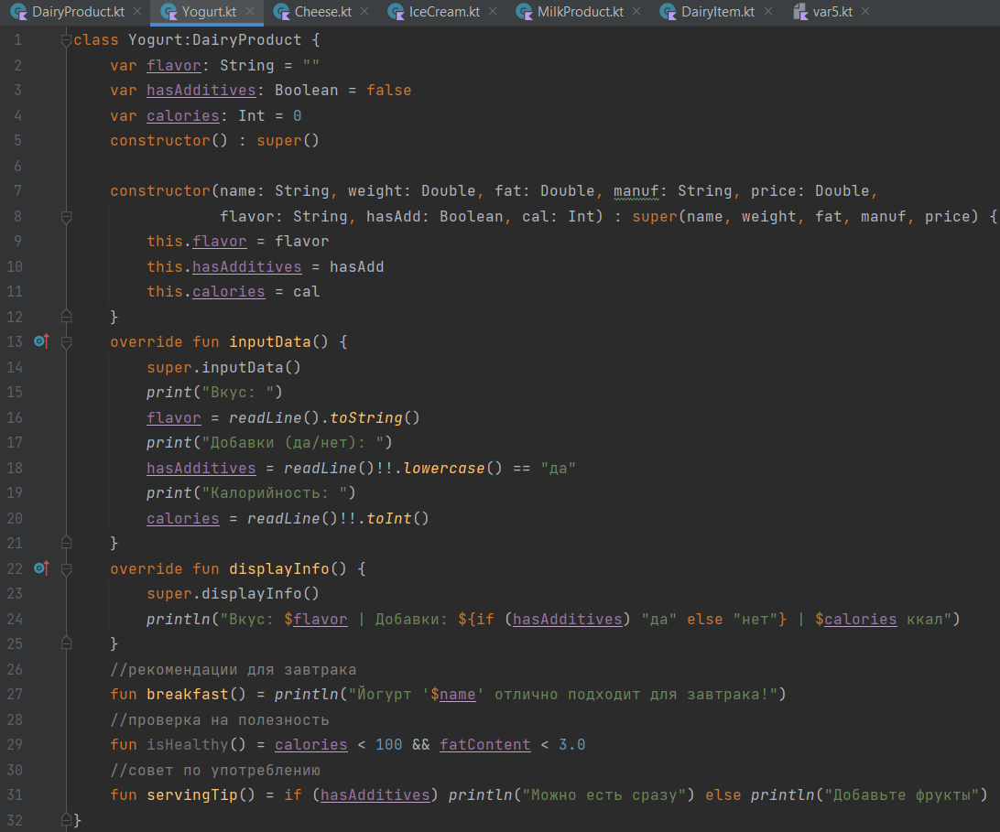 DairyProduct.kt Yogurt.kt Cheese.kt IceCream.kt MilkProduct.kt DairyItem.kt var5.kt
1 class Yogurt:DairyProduct {
2 var flavor: String = ""
3 var hasAdditives: Boolean = false
4 var calories: Int = 0
5 constructor() : super()
6
7 constructor(name: String, weight: Double, fat: Double, manuf: String, price: Double,
8 flavor: String, hasAdd: Boolean, cal: Int) : super(name, weight, fat, manuf, price) {
9 this.flavor = flavor
10 this.hasAdditives = hasAdd
11 this.calories = cal
12 }
13 override fun inputData() {
14 super.inputData()
15 print("Вкус: ")
16 flavor = readLine().toString()
17 print("Добавки (да/нет): ")
18 hasAdditives = readLine()!!.lowercase() == "да"
19 print("Калорийность: ")
20 calories = readLine()!!.toInt()
21 }
22 override fun displayInfo() {
23 super.displayInfo()
24 println("Вкус: $flavor | Добавки: ${if (hasAdditives) "да" else "нет"} | $calories ккал")
25 }
26 //рекомендации для завтрака
27 fun breakfast() = println("Йогурт '$name' отлично подходит для завтрака!")
28 //проверка на полезность
29 fun isHealthy() = calories < 100 && fatContent < 3.0
30 //совет по употреблению
31 fun servingTip() = if (hasAdditives) println("Можно есть сразу") else println("Добавьте фрукты")
32 }